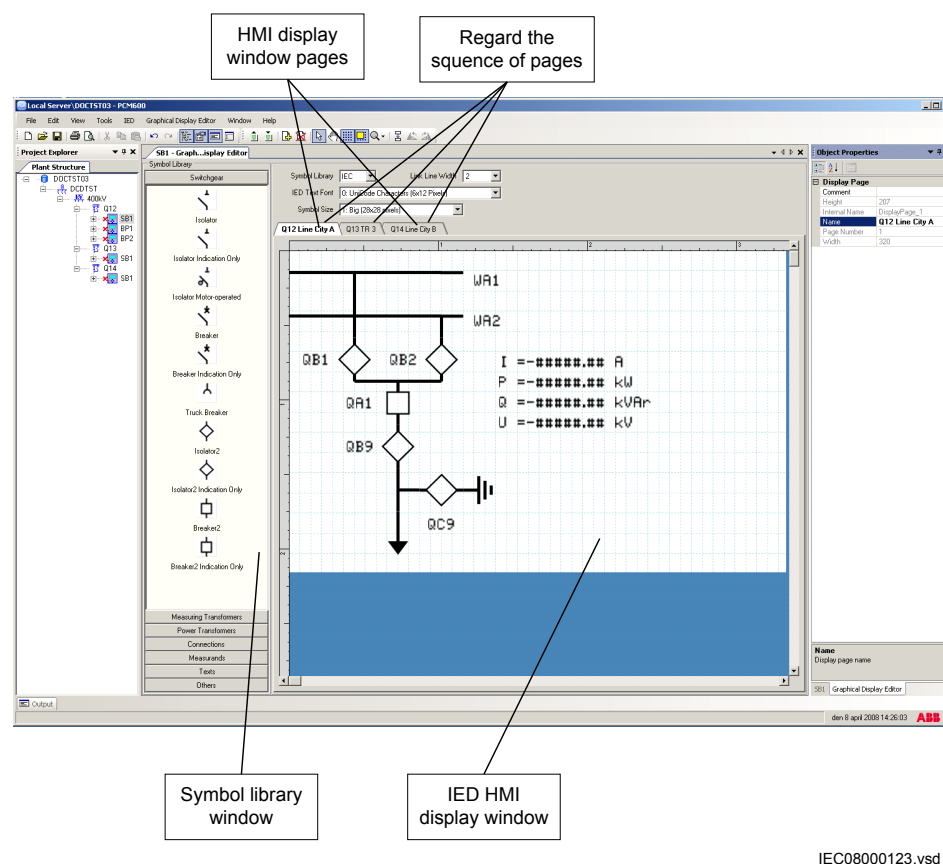 HMI display
window pages
Regard the
squence of pages
Local Server\DOCTST03 - PCM600
File Edit View Tools IED Graphical Display Editor Window Help
Project Explorer
Plant Structure
DOCTST03
DCDTST
400kV
Q12
SB1
BP1
BP2
Q13
SB1
Q14
SB1
SB1 - Graph...isplay Editor
Symbol Library
Switchgear
Isolator
Isolator Indication Only
Isolator Motor-operated
Breaker
Breaker Indication Only
Truck Breaker
Isolator2
Isolator2 Indication Only
Breaker2
Breaker2 Indication Only
Measuring Transformers
Power Transformers
Connections
Measurands
Texts
Others
Symbol Library IEC Link Line Width 2
IED Text Font 0: UniCode Characters (6x12 Pixels)
Symbol Size 1: Big (28x28 pixels)
Q12 Line City A Q13 TR 3 Q14 Line City B
1 2 3
1
2
WA1
WA2
QB1 QB2
QA1
QB9
QC9
I =-#####.## A
P =-#####.## kW
Q =-#####.## kVAr
U =-#####.## kV
Object Properties
Display Page
Comment
Height 207
Internal Name DisplayPage_1
Name Q12 Line City A
Page Number 1
Width 320
Name
Display page name
SB1 Graphical Display Editor
Output
den 8 april 2008 14:26:03 ABB
Symbol library
window
IED HMI
display window
IEC08000123.vsd